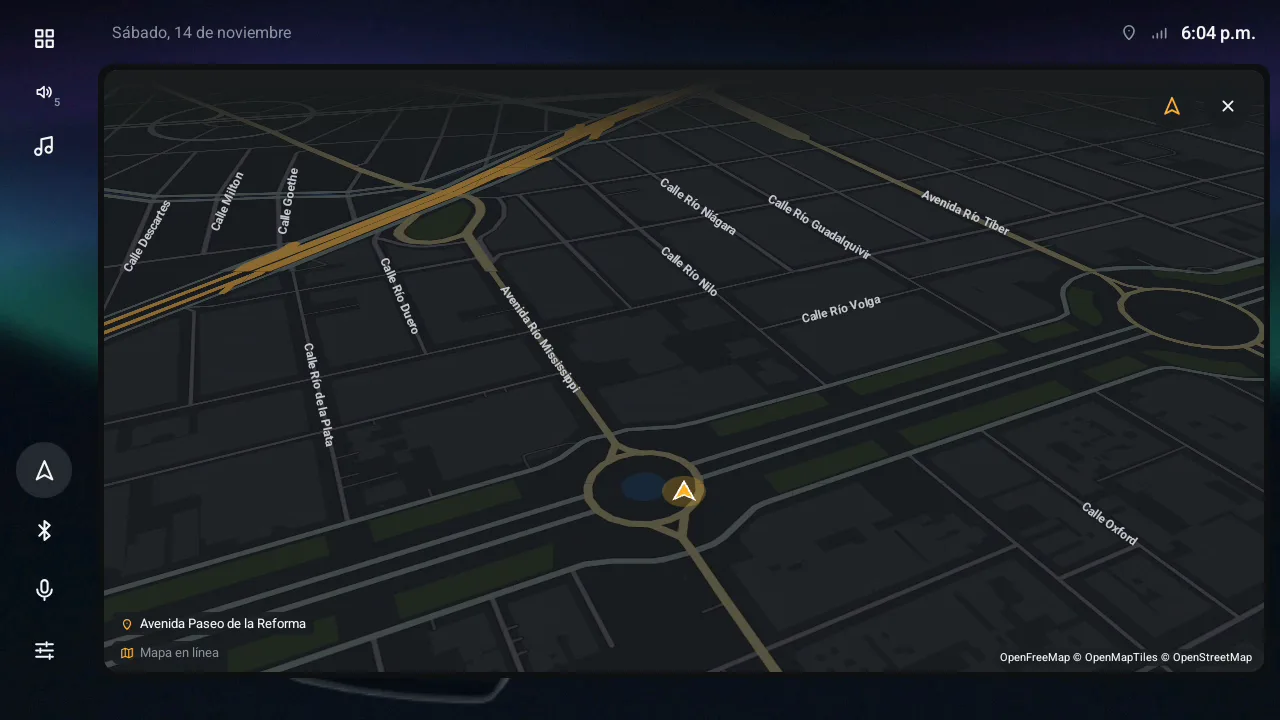 Sábado, 14 de noviembre
6:04 p.m.
5
Calle Descartes
Calle Milton
Calle Goethe
Calle Río Niágara
Calle Río Guadalquivir
Avenida Río Tiber
Calle Río Duero
Calle Río Nilo
Avenida Río Mississippi
Calle Río Volga
Calle Río de la Plata
Calle Oxford
Avenida Paseo de la Reforma
Mapa en línea
OpenFreeMap © OpenMapTiles © OpenStreetMap